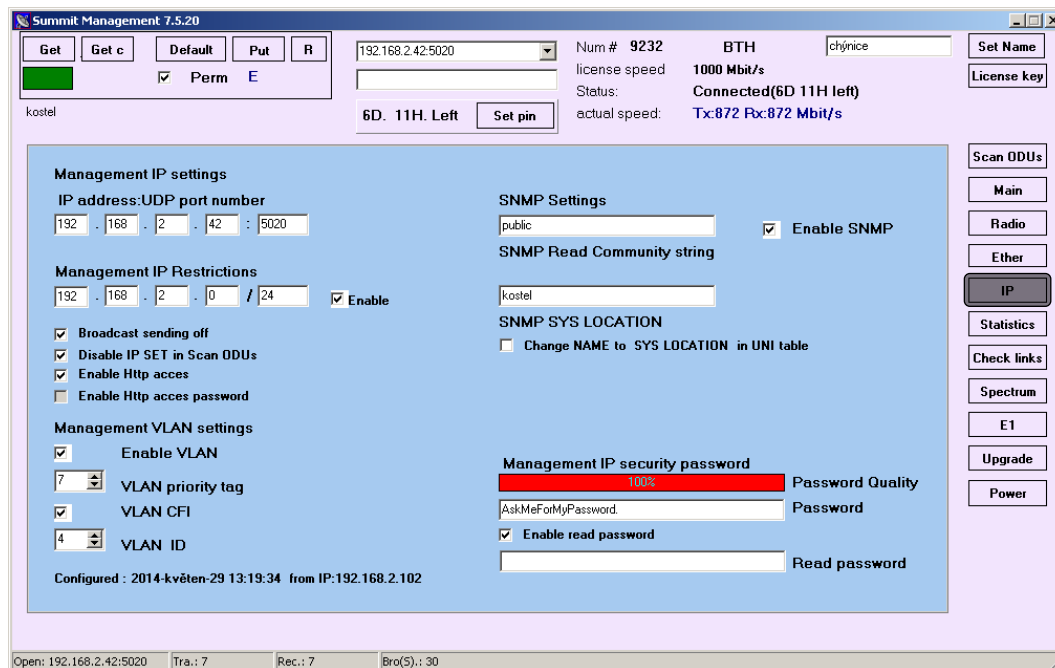 Summit Management 7.5.20
Get Get c Default Put R
Perm E
kostel
192.168.2.42:5020
6D. 11H. Left Set pin
Num # 9232 BTH chýnice
license speed 1000 Mbit/s
Status: Connected(6D 11H left)
actual speed: Tx:872 Rx:872 Mbit/s
Set Name
License key
Management IP settings
IP address:UDP port number
192 . 168 . 2 . 42 : 5020
Management IP Restrictions
192 . 168 . 2 . 0 / 24 Enable
Broadcast sending off
Disable IP SET in Scan ODUs
Enable Http acces
Enable Http acces password
Management VLAN settings
Enable VLAN
7 VLAN priority tag
VLAN CFI
4 VLAN ID
Configured : 2014-květen-29 13:19:34 from IP:192.168.2.102
SNMP Settings
public Enable SNMP
SNMP Read Community string
kostel
SNMP SYS LOCATION
Change NAME to SYS LOCATION in UNI table
Management IP security password
100% Password Quality
AskMeForMyPassword. Password
Enable read password
Read password
Scan ODUs
Main
Radio
Ether
IP
Statistics
Check links
Spectrum
E1
Upgrade
Power
Open: 192.168.2.42:5020 Tra.: 7 Rec.: 7 Bro(S).: 30